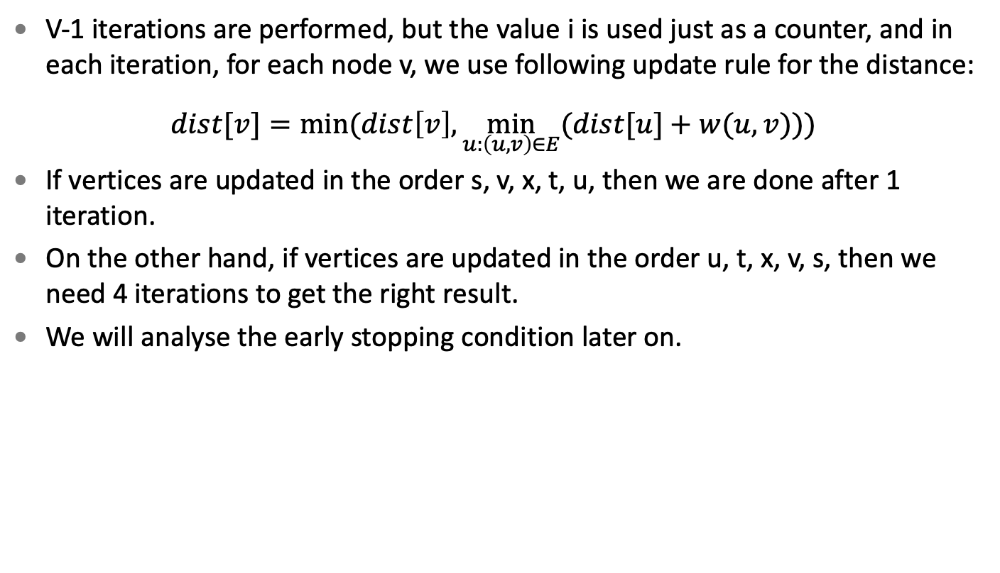 • V-1 iterations are performed, but the value i is used just as a counter, and in
each iteration, for each node v, we use following update rule for the distance:
dist[v] = min(dist[v], min (dist[u] + w(u, v)))
u:(u,v)∈E
• If vertices are updated in the order s, v, x, t, u, then we are done after 1
iteration.
• On the other hand, if vertices are updated in the order u, t, x, v, s, then we
need 4 iterations to get the right result.
• We will analyse the early stopping condition later on.